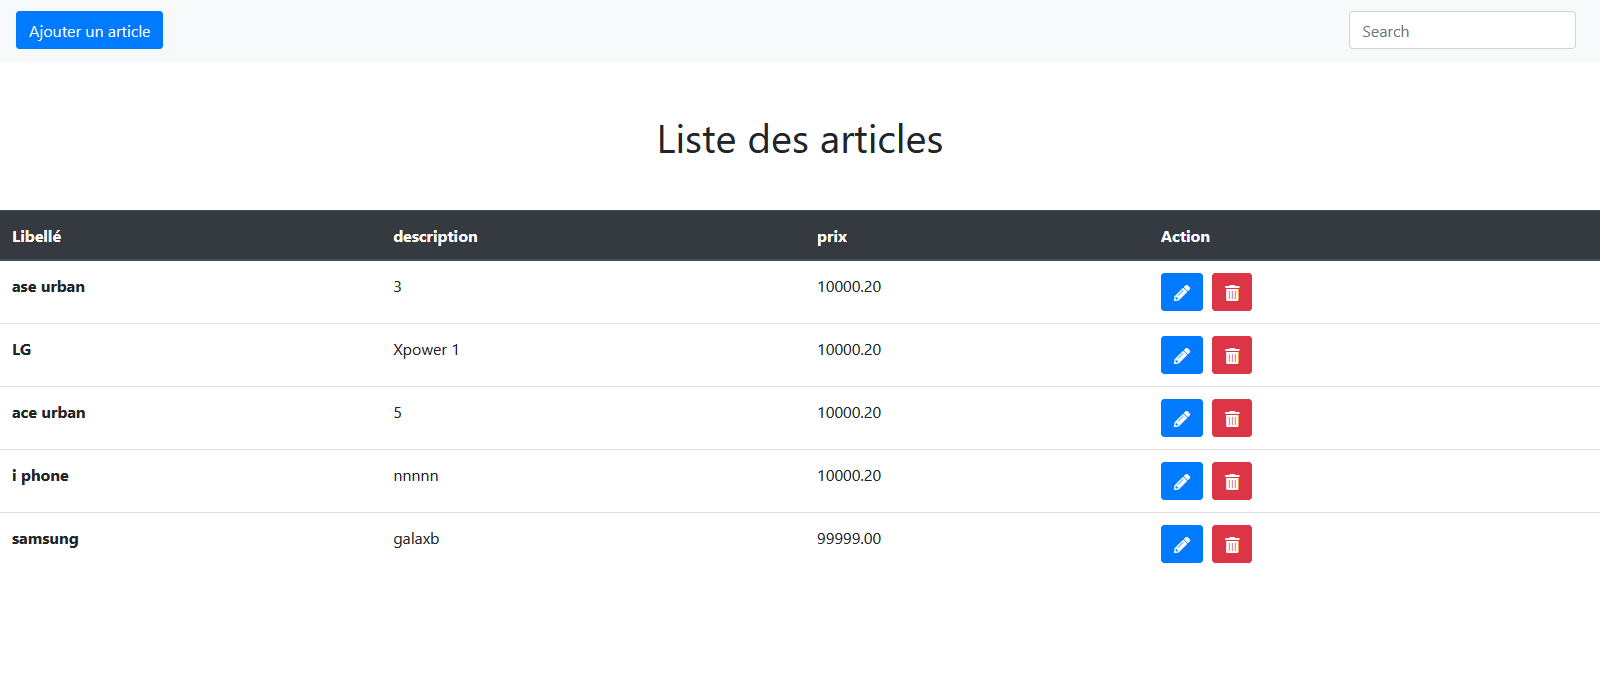 Ajouter un article
Search
Liste des articles
Libellé description prix Action
ase urban 3 10000.20
LG Xpower 1 10000.20
ace urban 5 10000.20
i phone nnnnn 10000.20
samsung galaxb 99999.00